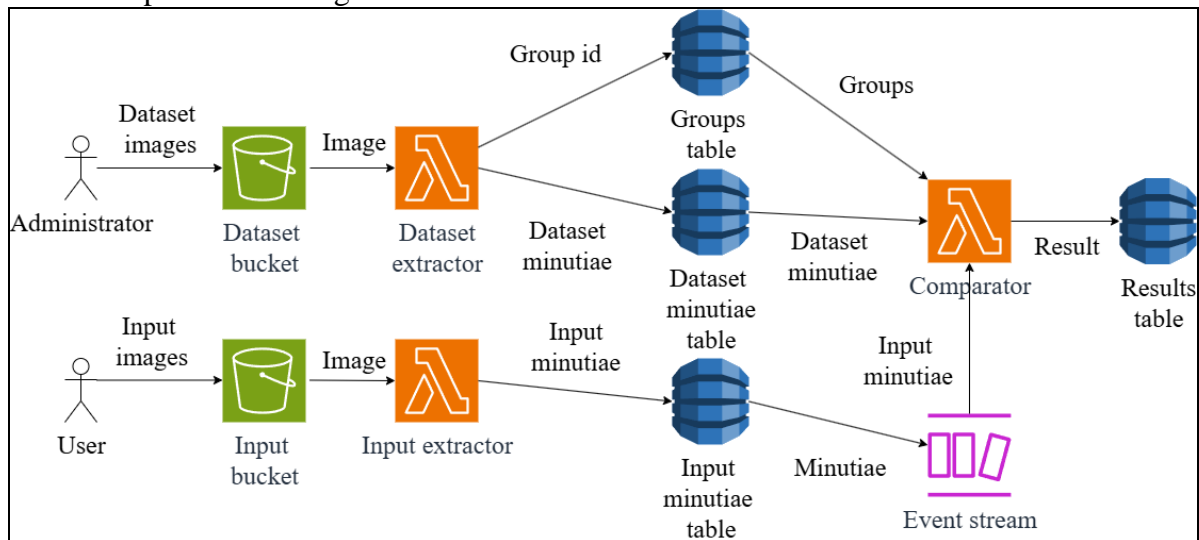 Group id
Groups
Dataset
images
Image
Groups
table
Administrator
Dataset
bucket
Dataset
extractor
Dataset
minutiae
Dataset
minutiae
table
Dataset
minutiae
Comparator
Result
Results
table
Input
images
Image
Input
minutiae
Input
minutiae
User
Input
bucket
Input extractor
Input
minutiae
table
Minutiae
Event stream